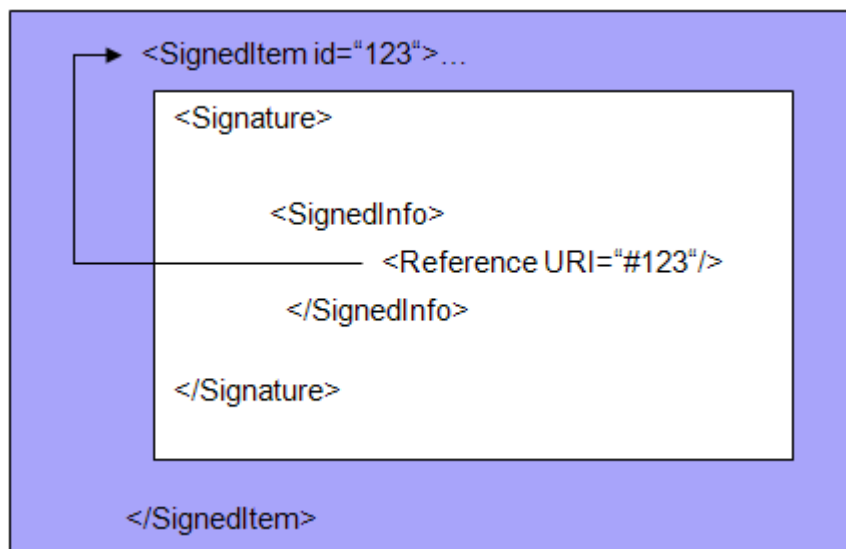 <SignedItem id=“123“>...
<Signature>
<SignedInfo>
<Reference URI=“#123“/>
</SignedInfo>
</Signature>
</SignedItem>